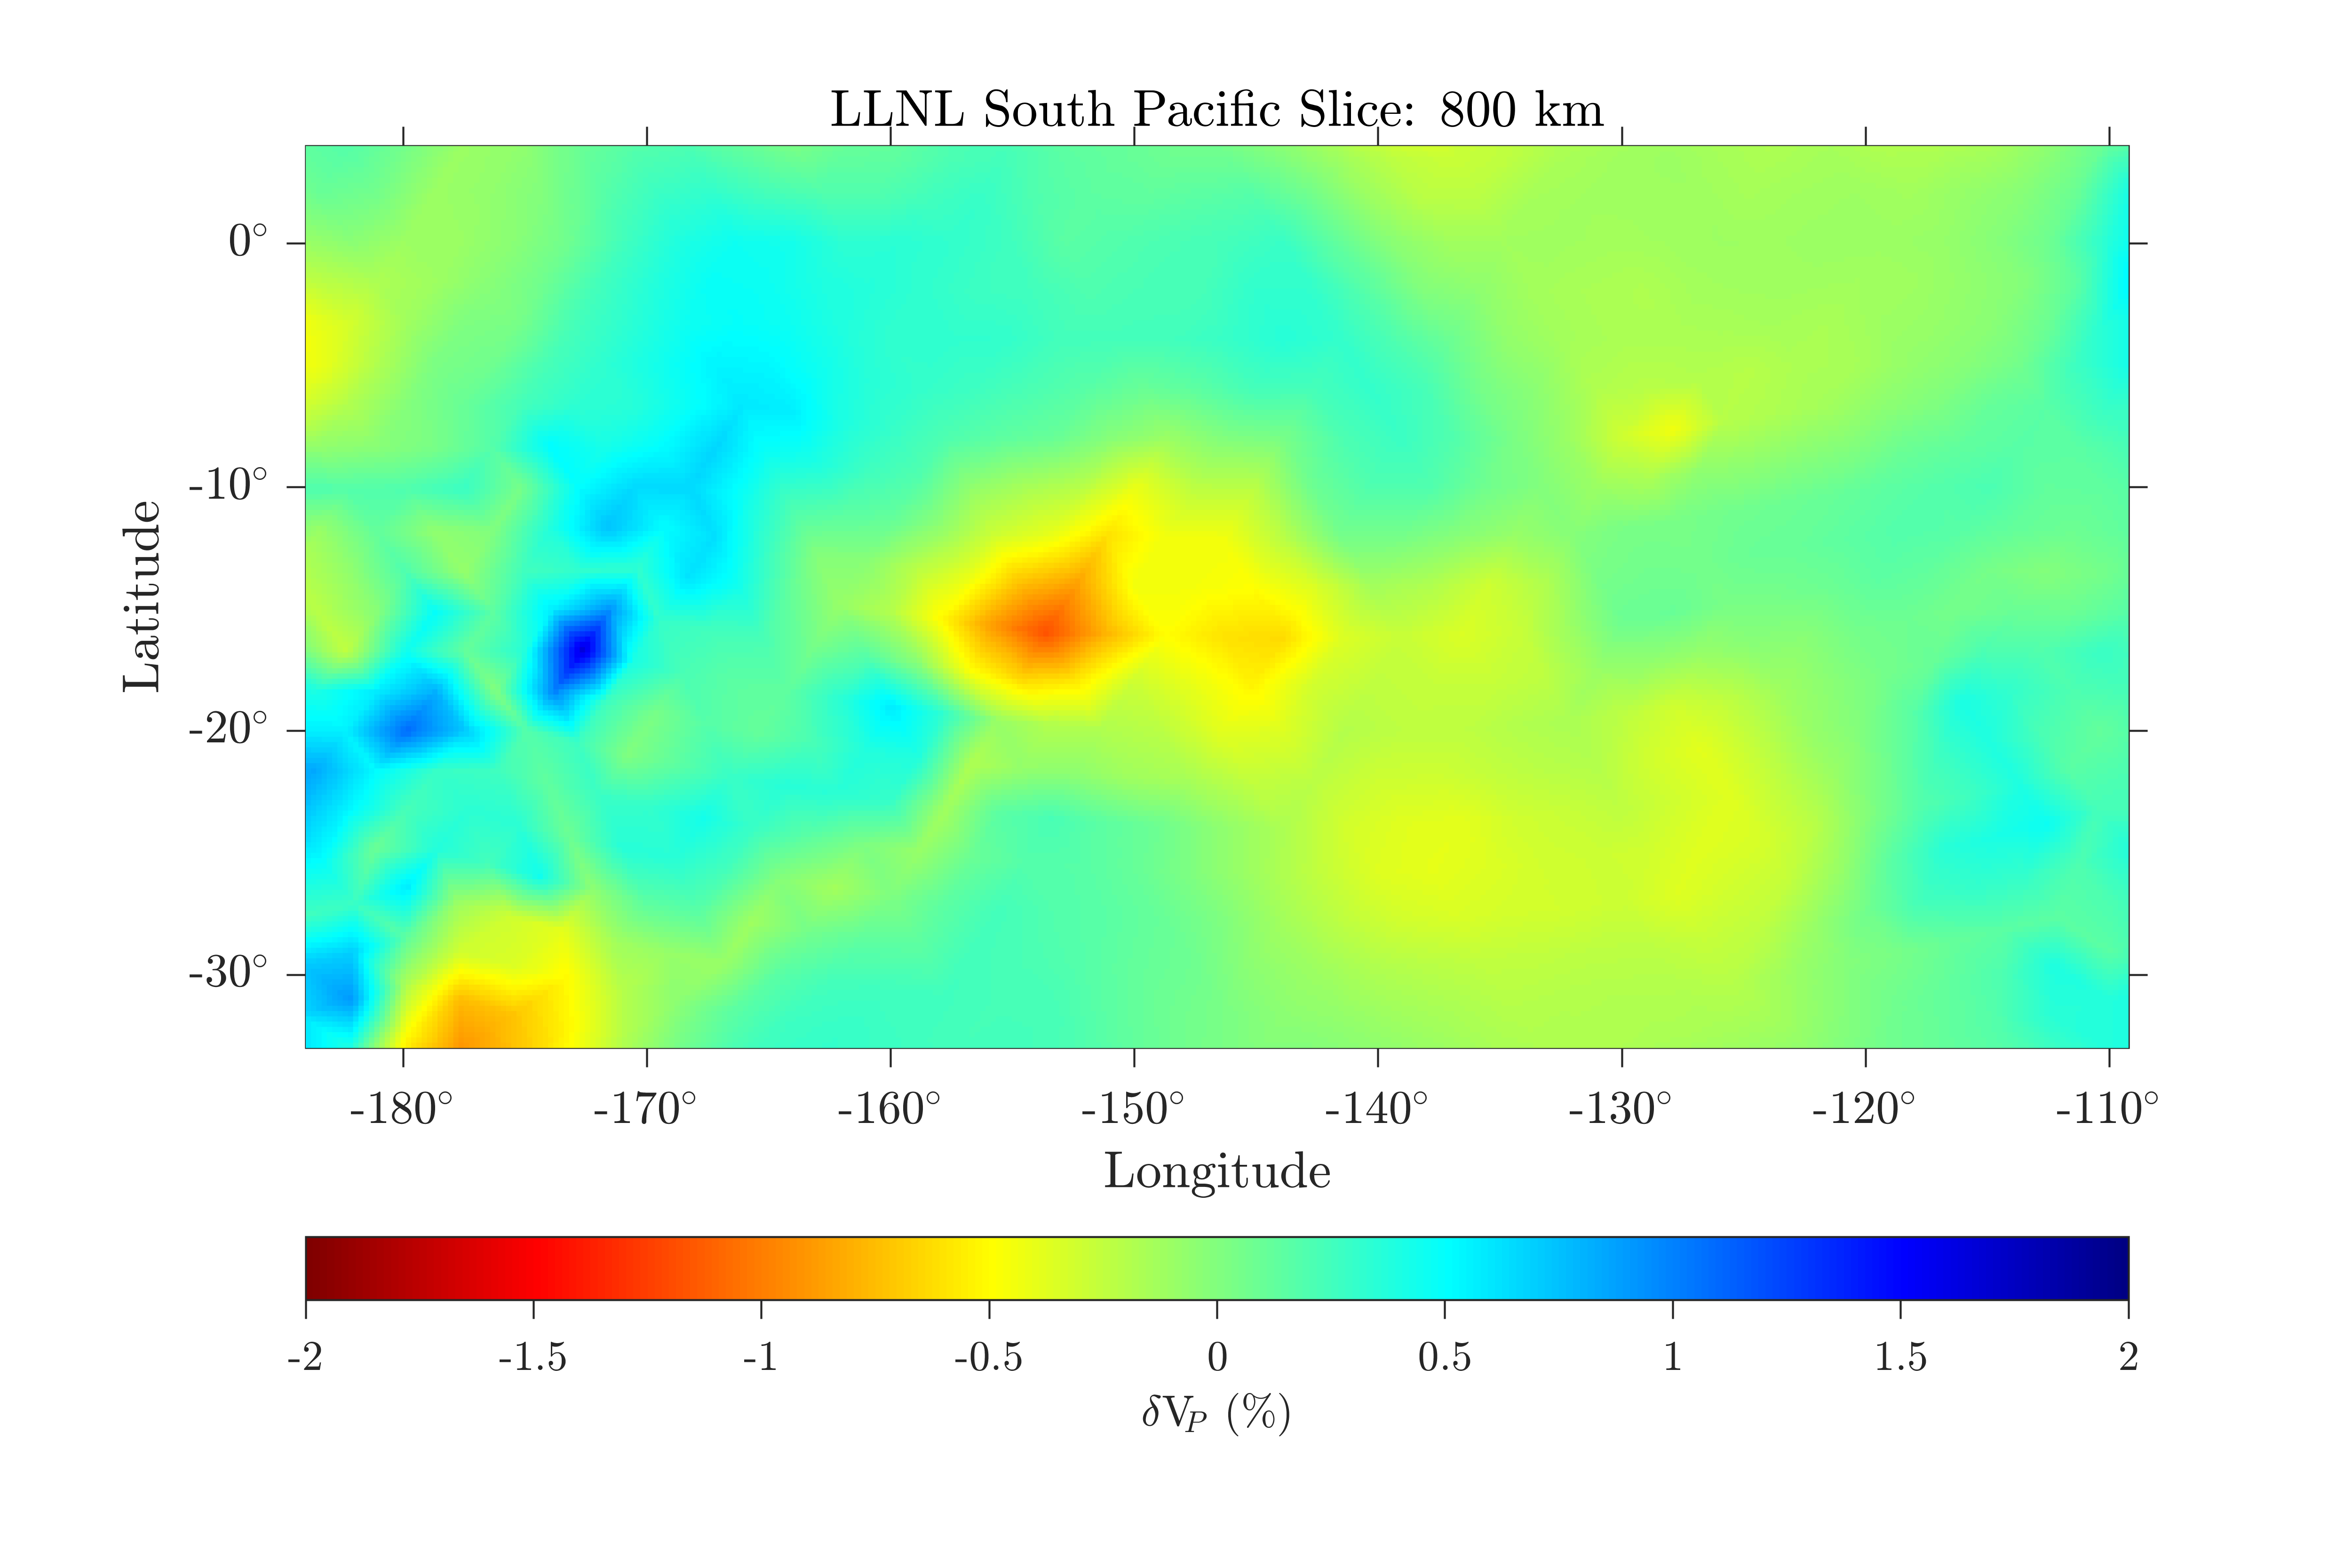 LLNL South Pacific Slice: 800 km
Latitude
0°
-10°
-20°
-30°
-180° -170° -160° -150° -140° -130° -120° -110°
Longitude
-2 -1.5 -1 -0.5 0 0.5 1 1.5 2
δV_P (%)